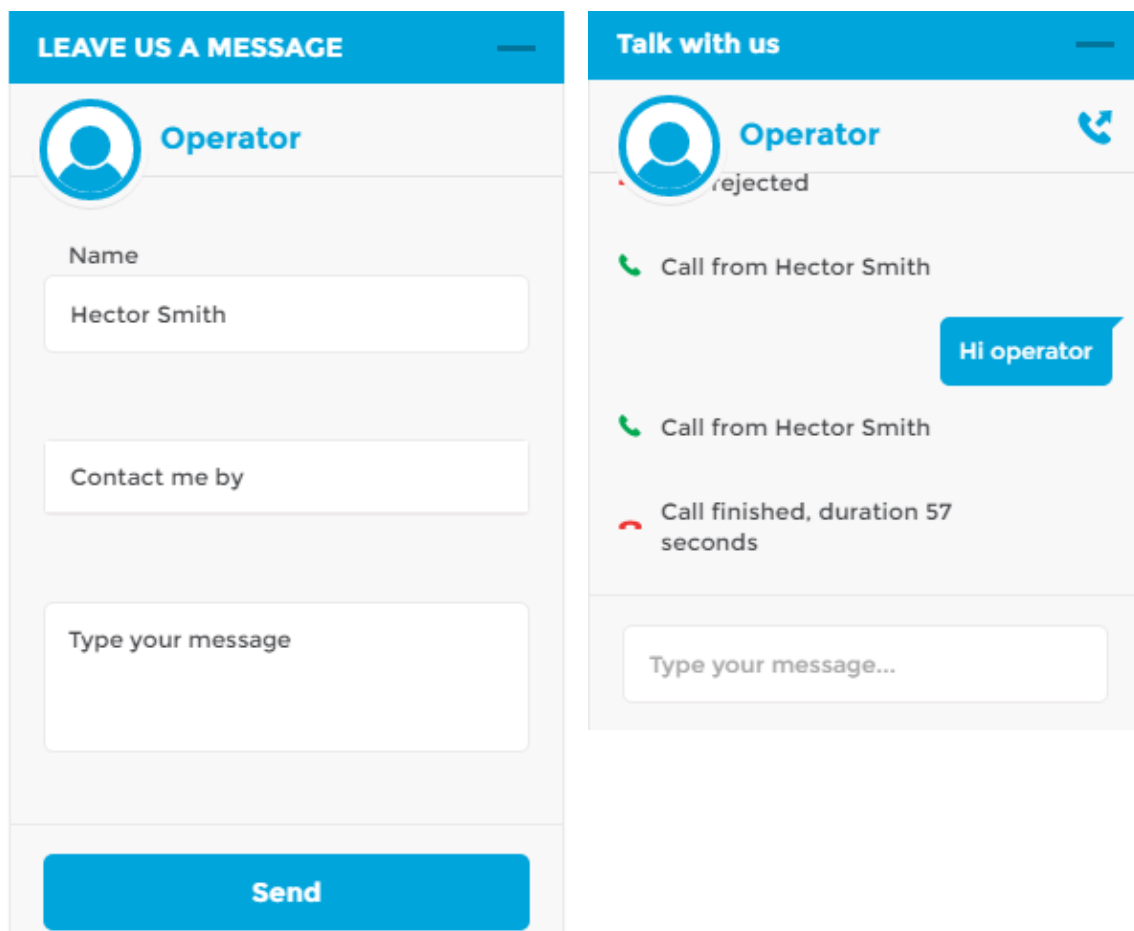 LEAVE US A MESSAGE
Operator
Name
Hector Smith
Contact me by
Type your message
Send
Talk with us
Operator
rejected
Call from Hector Smith
Hi operator
Call from Hector Smith
Call finished, duration 57
seconds
Type your message...